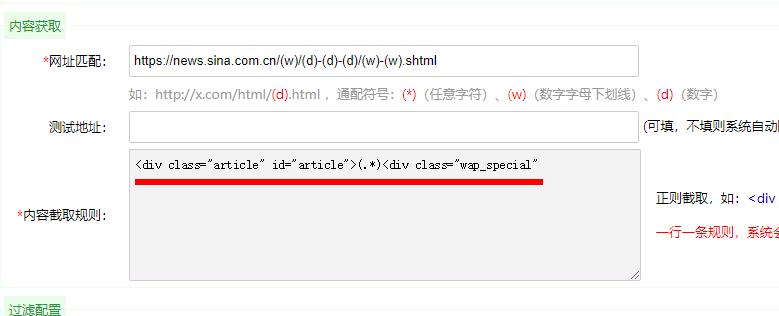 内容获取
*网址匹配： https://news.sina.com.cn/(w)/(d)-(d)-(d)/(w)-(w).shtml
如：http://x.com/html/(d).html ，通配符号：(*)（任意字符）、(w)（数字字母下划线）、(d)（数字）
测试地址： (可填，不填则系统自动
<div class="article" id="article">(.*)<div class="wap_special"
正则截取，如：<div
*内容截取规则：
一行一条规则，系统会
过滤配置